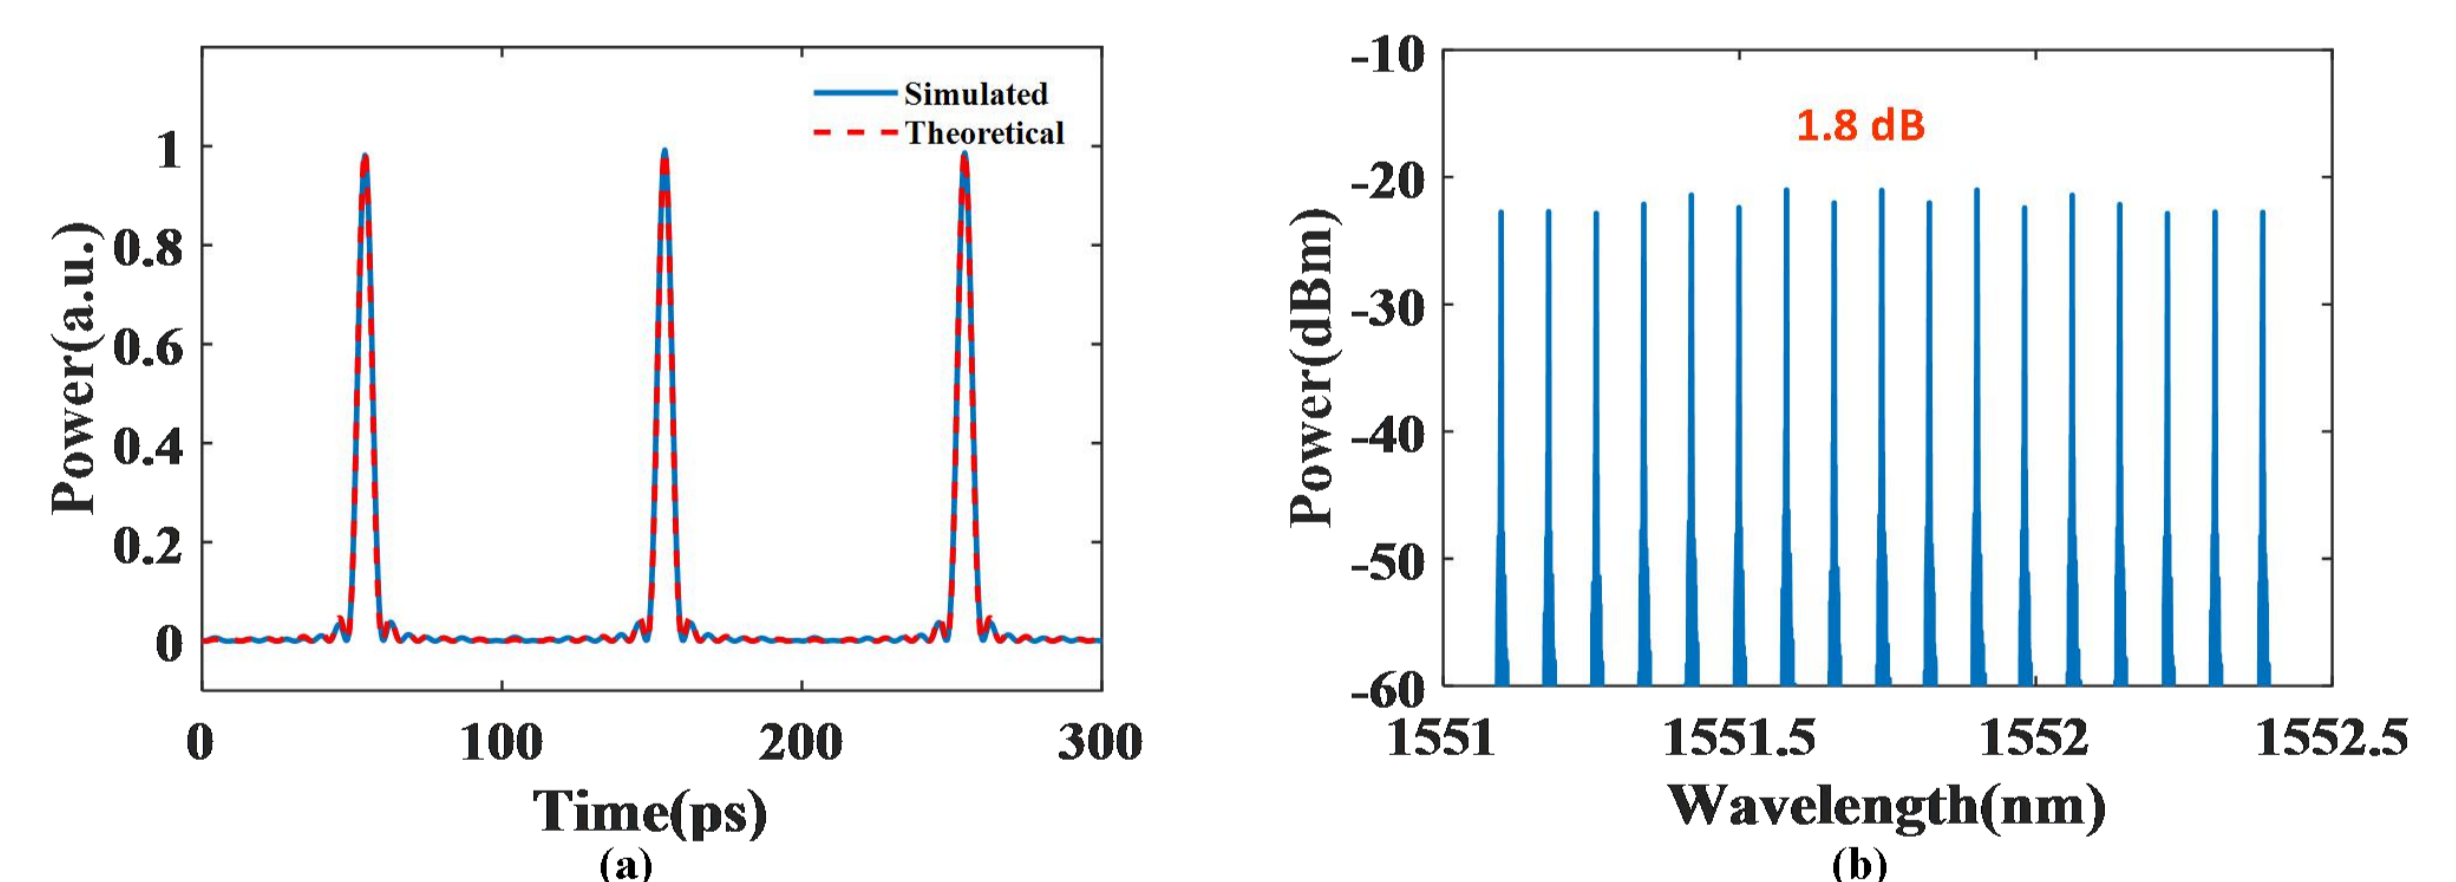 Simulated
Theoretical
1
0.8
0.6
0.4
0.2
0
Power(a.u.)
0 100 200 300
Time(ps)
(a)
1.8 dB
-10
-20
-30
-40
-50
-60
Power(dBm)
1551 1551.5 1552 1552.5
Wavelength(nm)
(b)